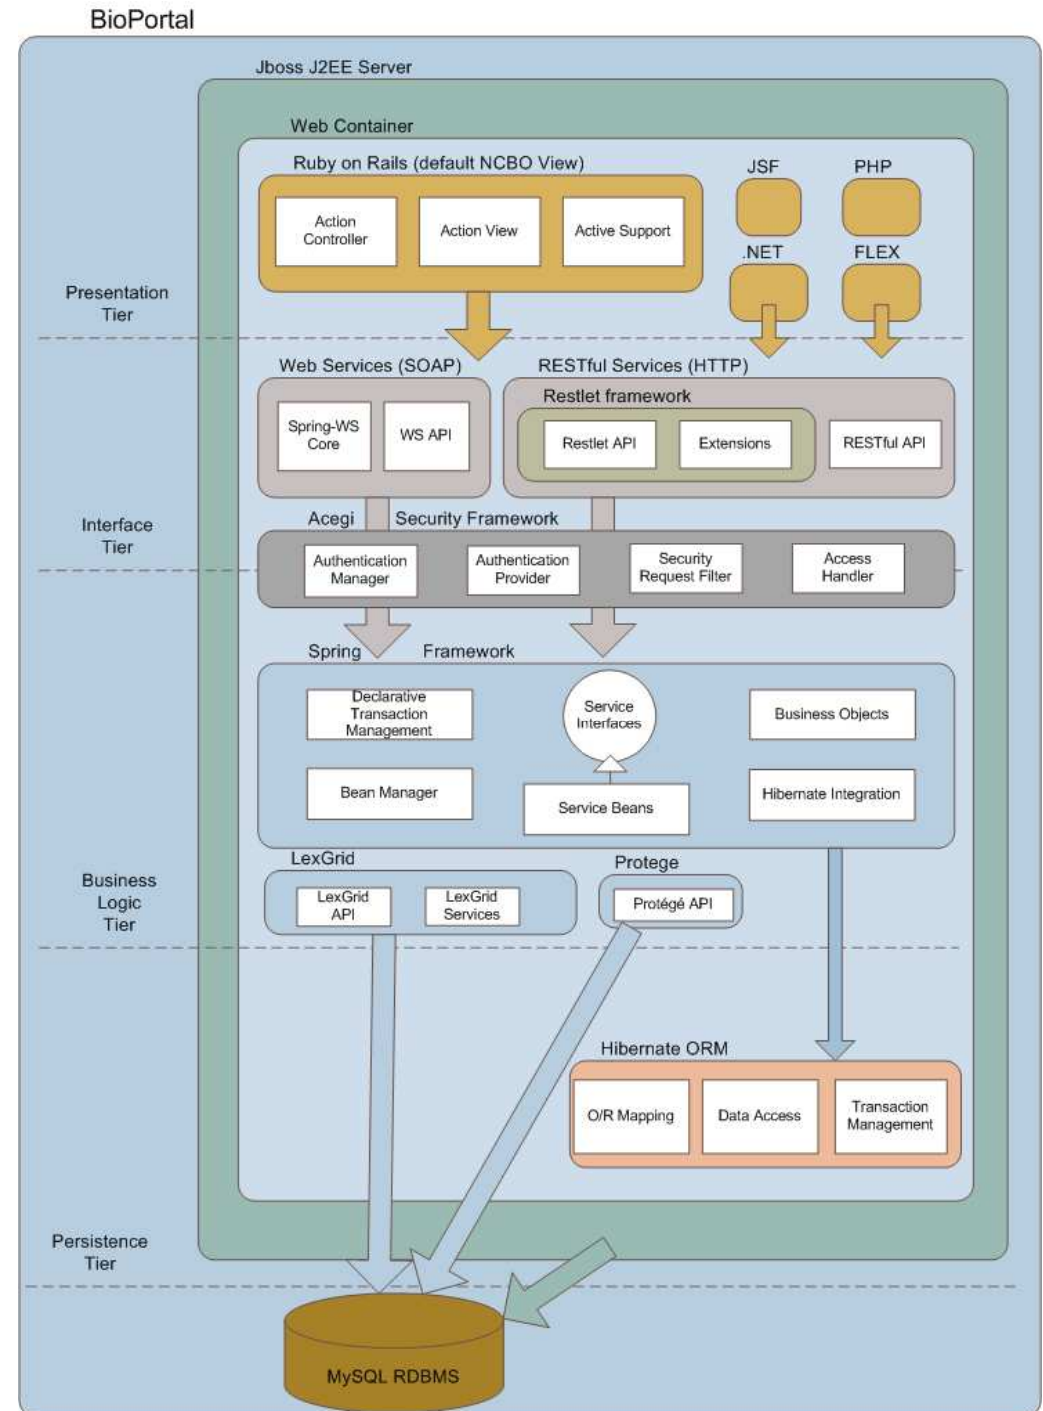 BioPortal
Jboss J2EE Server
Web Container
Ruby on Rails (default NCBO View)
JSF
PHP
Action
Controller
Action View
Active Support
.NET
FLEX
Presentation
Tier
Web Services (SOAP)
RESTful Services (HTTP)
Restlet framework
Spring-WS
Core
WS API
Restlet API
Extensions
RESTful API
Interface
Tier
Acegi Security Framework
Authentication
Manager
Authentication
Provider
Security
Request Filter
Access
Handler
Spring Framework
Declarative
Transaction
Management
Service
Interfaces
Business Objects
Bean Manager
Service Beans
Hibernate Integration
Business
Logic
Tier
LexGrid
LexGrid
API
LexGrid
Services
Protege
Protégé API
Hibernate ORM
O/R Mapping
Data Access
Transaction
Management
Persistence
Tier
MySQL RDBMS